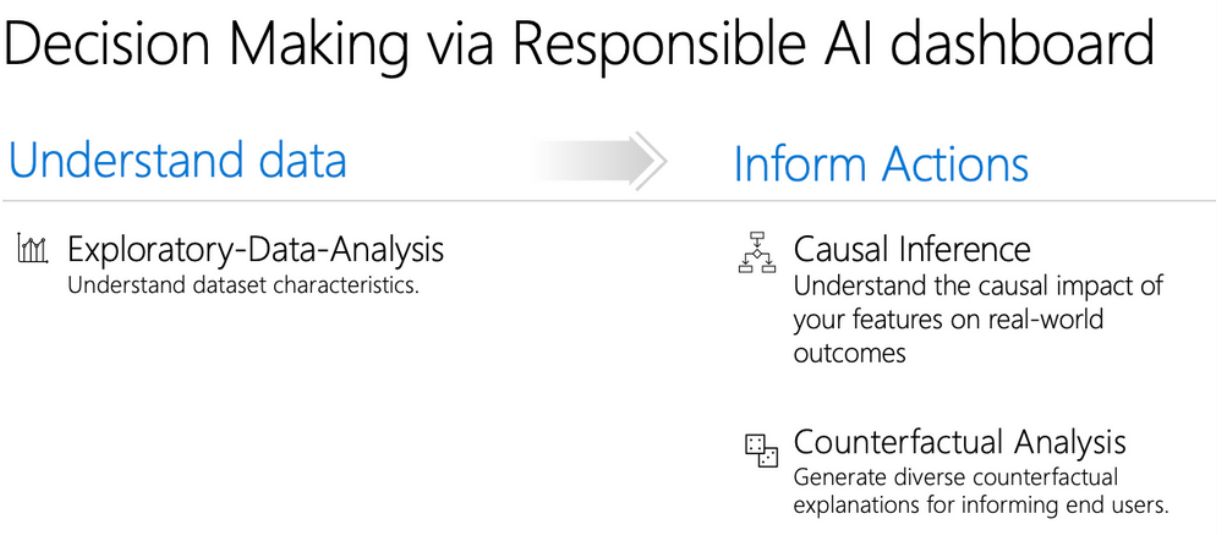 Decision Making via Responsible AI dashboard
Understand data
Inform Actions
Exploratory-Data-Analysis
Understand dataset characteristics.
Causal Inference
Understand the causal impact of
your features on real-world
outcomes
Counterfactual Analysis
Generate diverse counterfactual
explanations for informing end users.